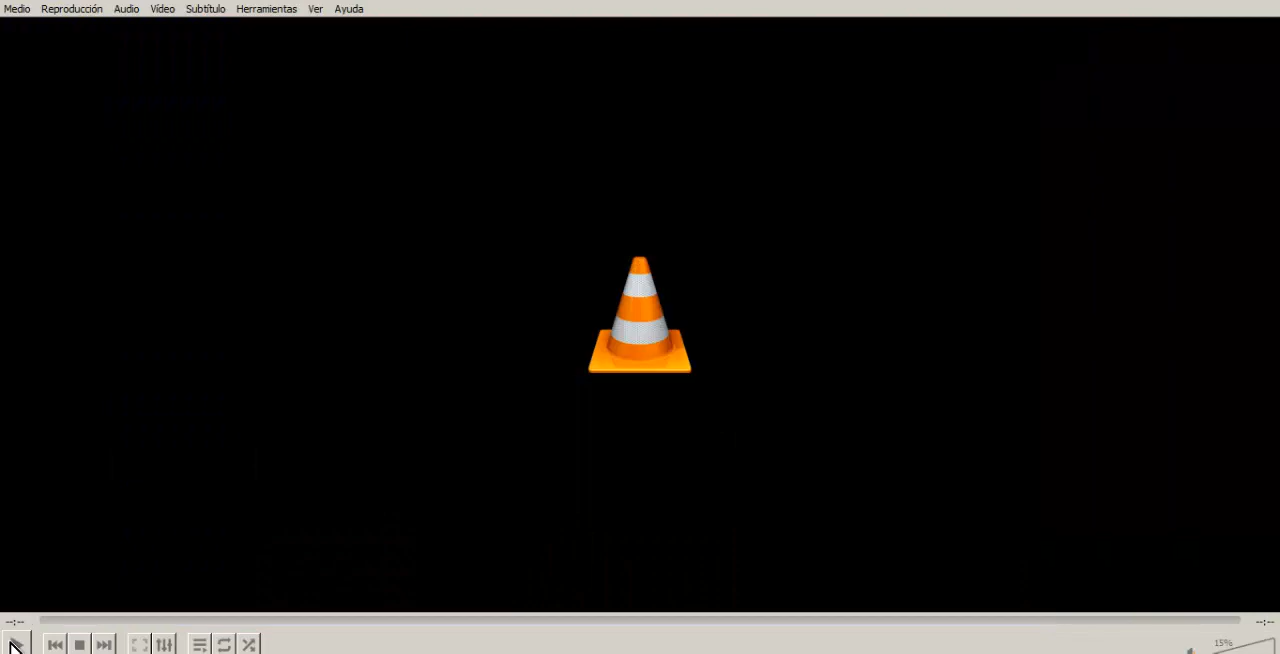 Medio Reproducción Audio Vídeo Subtítulo Herramientas Ver Ayuda
--:-- --:--
15%